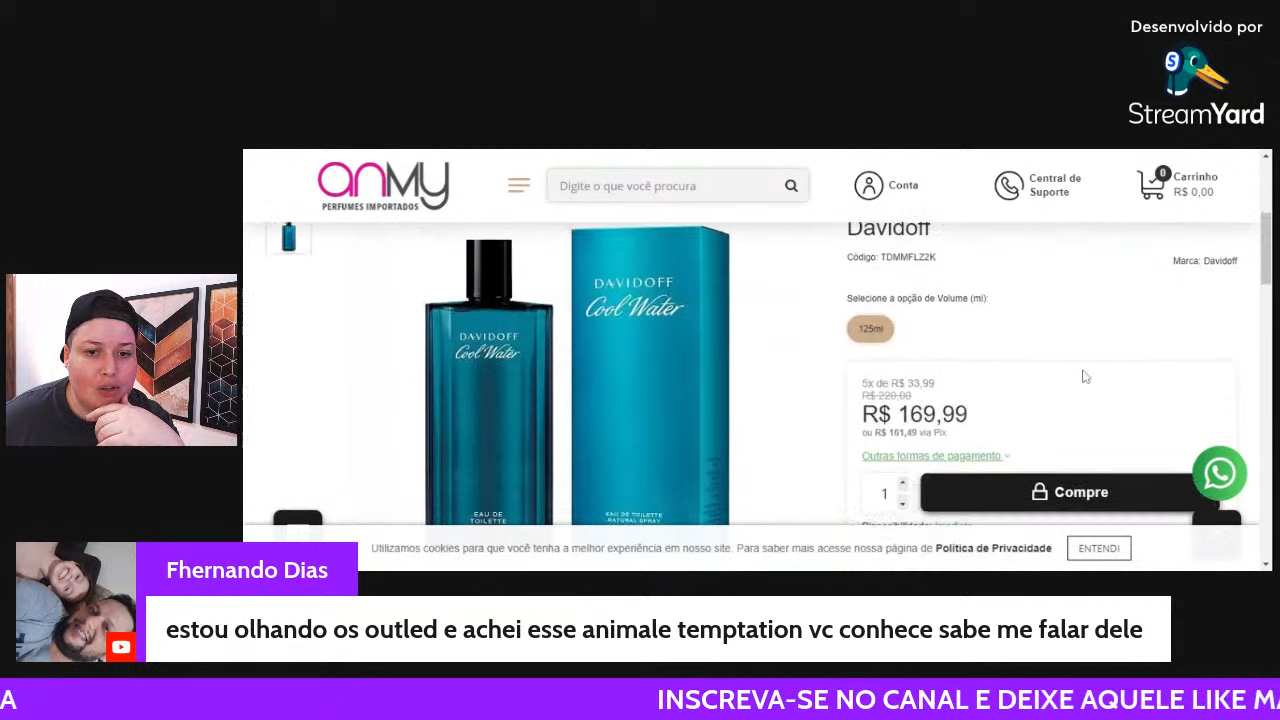 Desenvolvido por
StreamYard
anMy
PERFUMES IMPORTADOS
Digite o que você procura
Conta
Central de
Suporte
0
Carrinho
R$ 0,00
Davidoff
Código: TDMMFLZ2K
Marca: Davidoff
Selecione a opção de Volume (ml):
125ml
DAVIDOFF
Cool Water
DAVIDOFF
Cool Water
EAU DE
TOILETTE
EAU DE TOILETTE
NATURAL SPRAY
5x de R$ 33,99
R$ 220,00
R$ 169,99
ou R$ 161,49 via Pix
Outras formas de pagamento
1
Compre
Disponibilidade: Imediata
Utilizamos cookies para que você tenha a melhor experiência em nosso site. Para saber mais acesse nossa página de Política de Privacidade
ENTENDI
Fhernando Dias
estou olhando os outled e achei esse animale temptation vc conhece sabe me falar dele
A
INSCREVA-SE NO CANAL E DEIXE AQUELE LIKE MA